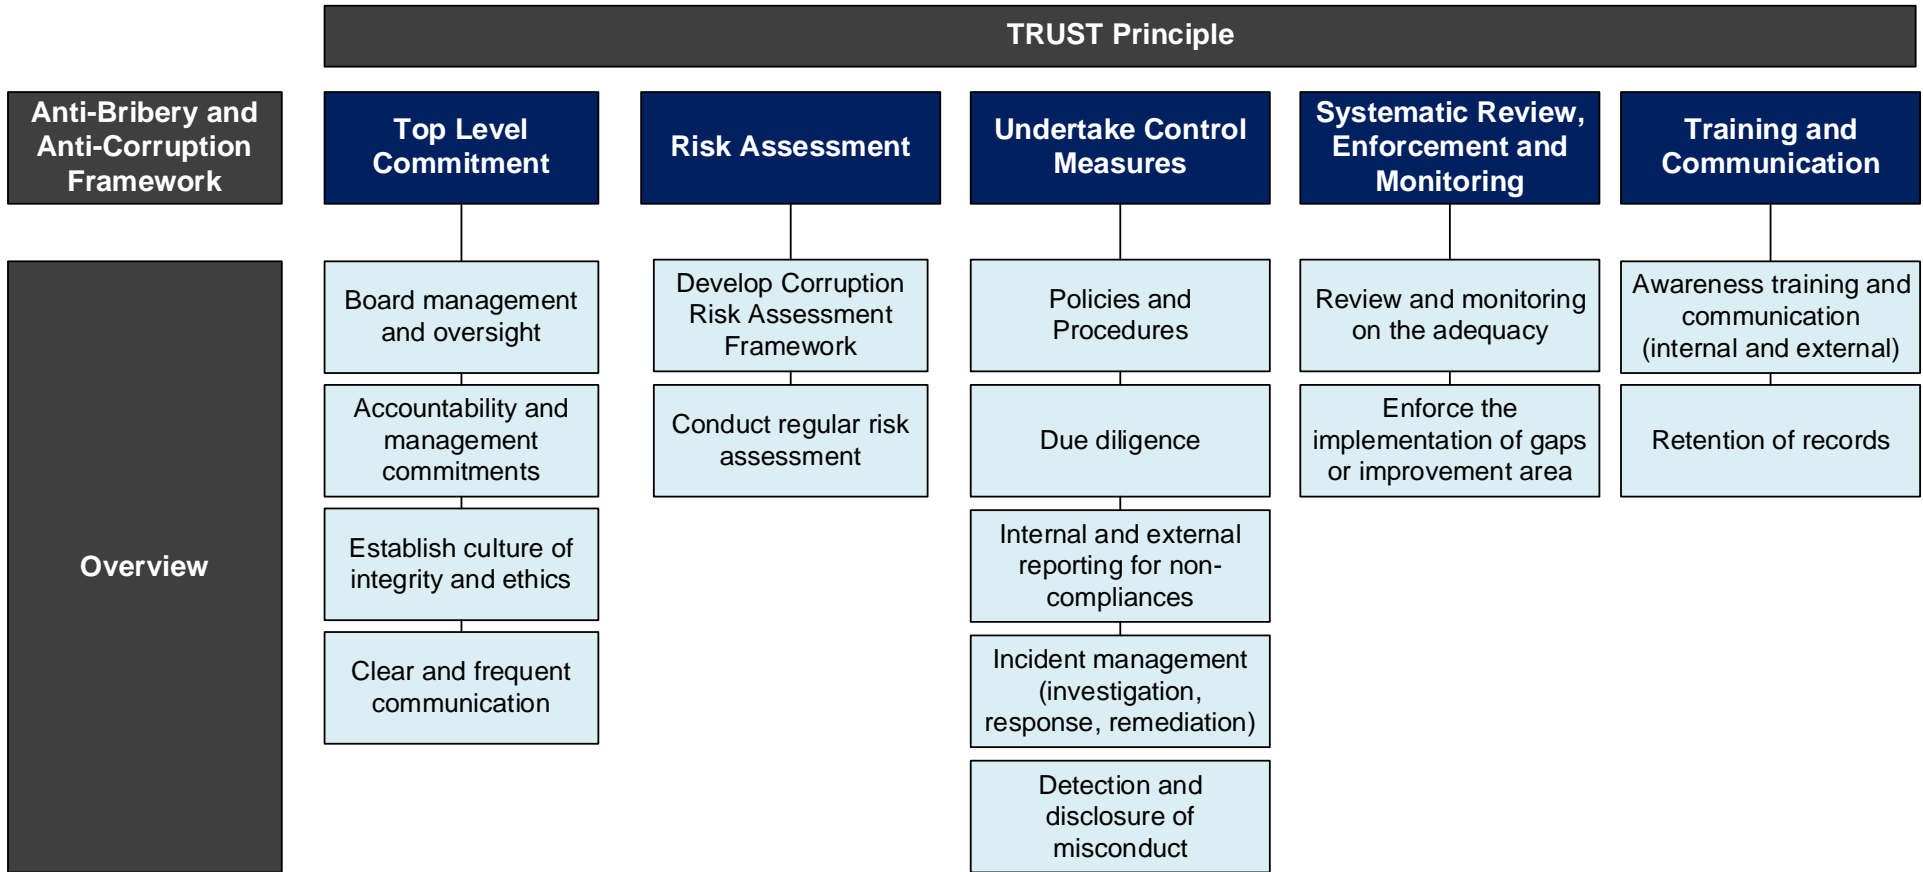 TRUST Principle
Anti-Bribery and
Anti-Corruption
Framework
Top Level
Commitment
Risk Assessment
Undertake Control
Measures
Systematic Review,
Enforcement and
Monitoring
Training and
Communication
Overview
Board management
and oversight
Accountability and
management
commitments
Establish culture of
integrity and ethics
Clear and frequent
communication
Develop Corruption
Risk Assessment
Framework
Conduct regular risk
assessment
Policies and
Procedures
Due diligence
Internal and external
reporting for non-
compliances
Incident management
(investigation,
response, remediation)
Detection and
disclosure of
misconduct
Review and monitoring
on the adequacy
Enforce the
implementation of gaps
or improvement area
Awareness training and
communication
(internal and external)
Retention of records